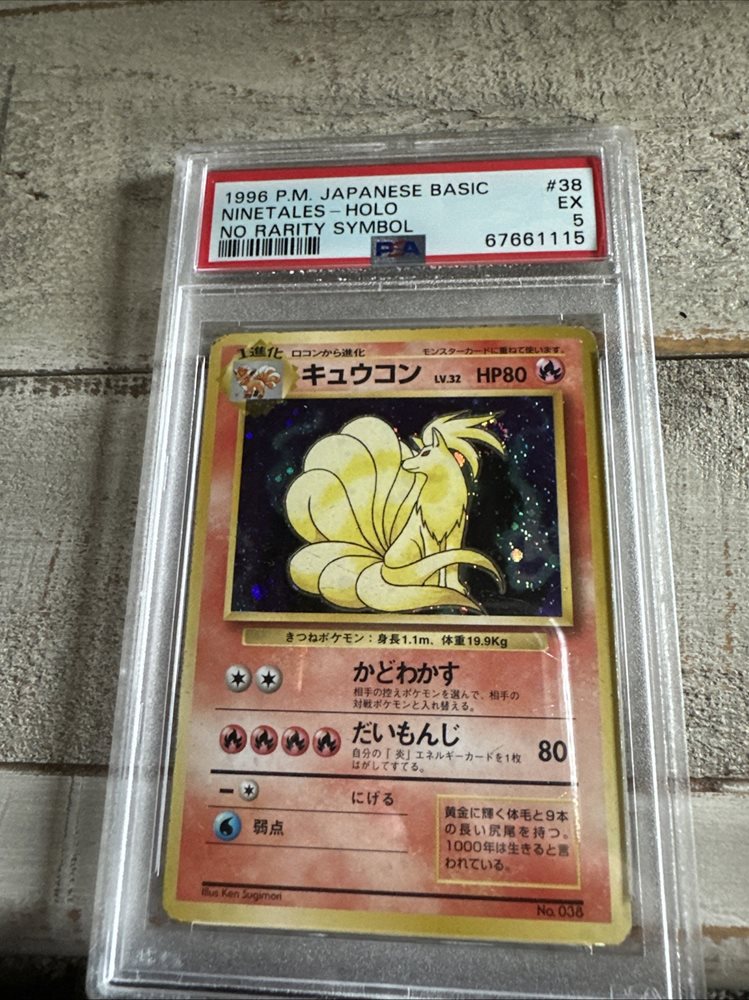 1996 P.M. JAPANESE BASIC #38
NINETALES-HOLO EX
NO RARITY SYMBOL 5
PSA 67661115
1進化 ロコンから進化 モンスターカードに重ねて使います。
キュウコン LV.32 HP80
きつねポケモン：身長1.1m、体重19.9Kg
かどわかす
相手の控えポケモンを選んで、相手の
対戦ポケモンと入れ替える。
だいもんじ 80
自分の「炎」エネルギーカードを1枚
はがしてすてる。
にげる
弱点
黄金に輝く体毛と9本
の長い尻尾を持つ。
1000年は生きると言
われている。
Illus. Ken Sugimori
No. 038